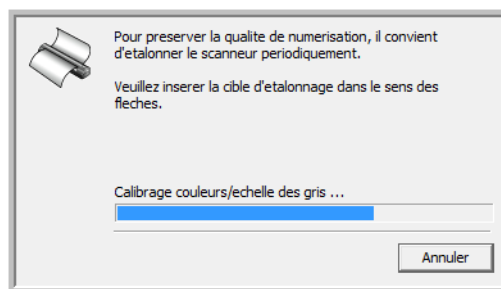 Pour preserver la qualite de numerisation, il convient
d'etalonner le scanneur periodiquement.
Veuillez inserer la cible d'etalonnage dans le sens des
fleches.
Calibrage couleurs/echelle des gris ...
Annuler